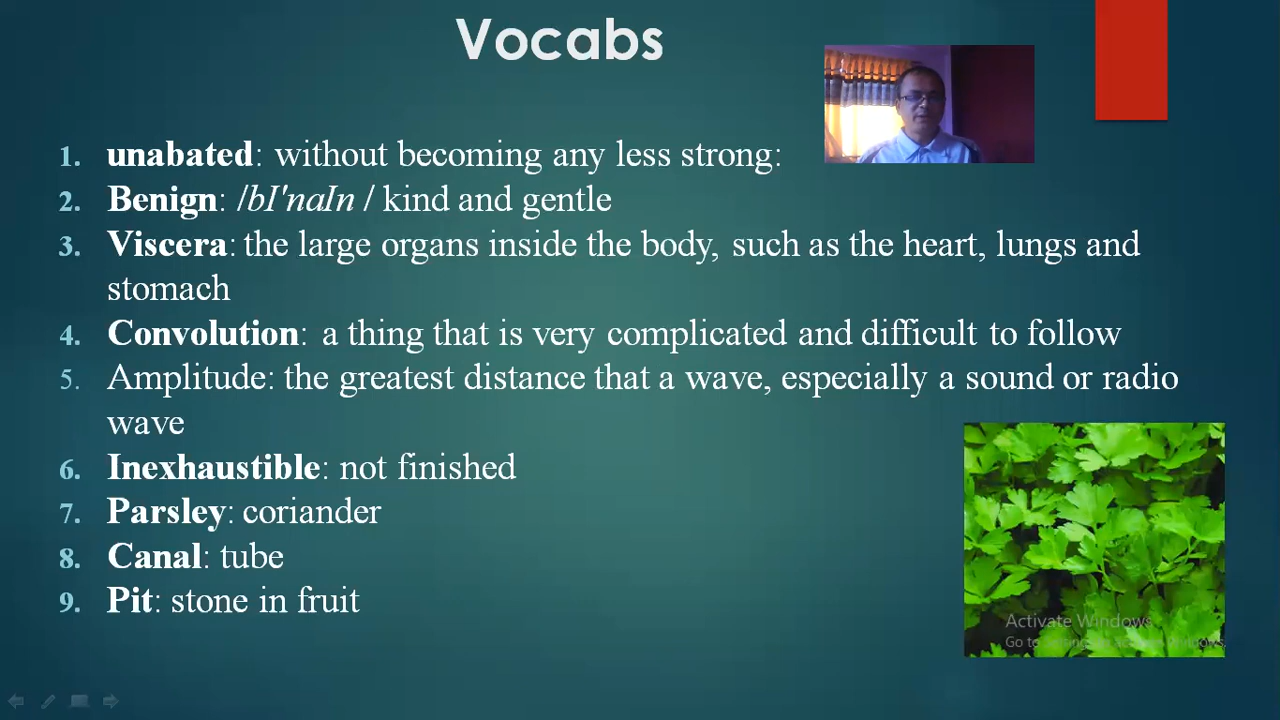 Vocabs
1. unabated: without becoming any less strong:
2. Benign: /bI'naIn / kind and gentle
3. Viscera: the large organs inside the body, such as the heart, lungs and
stomach
4. Convolution: a thing that is very complicated and difficult to follow
5. Amplitude: the greatest distance that a wave, especially a sound or radio
wave
6. Inexhaustible: not finished
7. Parsley: coriander
8. Canal: tube
9. Pit: stone in fruit
Activate Windows
Go to